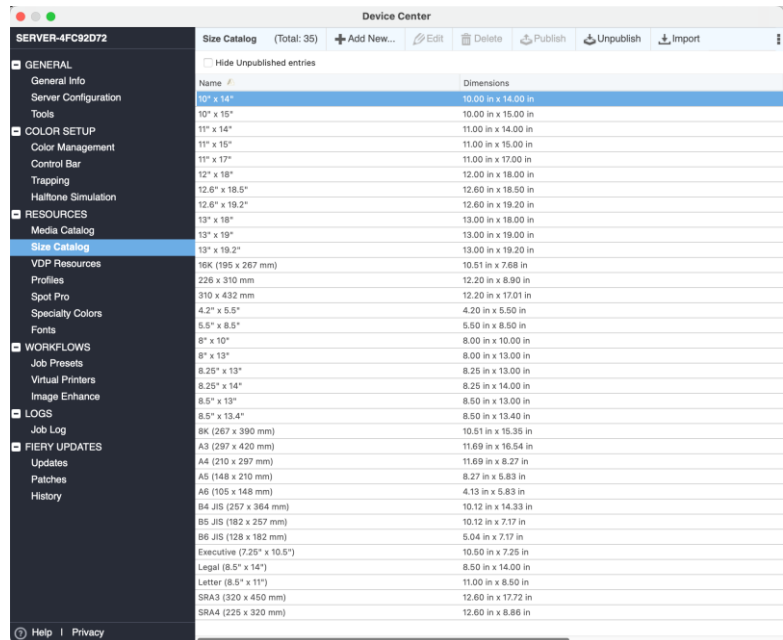 Device Center
SERVER-4FC92D72
Size Catalog (Total: 35) Add New... Edit Delete Publish Unpublish Import
GENERAL
General Info
Server Configuration
Tools
COLOR SETUP
Color Management
Control Bar
Trapping
Halftone Simulation
RESOURCES
Media Catalog
Size Catalog
VDP Resources
Profiles
Spot Pro
Specialty Colors
Fonts
WORKFLOWS
Job Presets
Virtual Printers
Image Enhance
LOGS
Job Log
FIERY UPDATES
Updates
Patches
History
Help | Privacy
Hide Unpublished entries
Name Dimensions
10" x 14" 10.00 in x 14.00 in
10" x 15" 10.00 in x 15.00 in
11" x 14" 11.00 in x 14.00 in
11" x 15" 11.00 in x 15.00 in
11" x 17" 11.00 in x 17.00 in
12" x 18" 12.00 in x 18.00 in
12.6" x 18.5" 12.60 in x 18.50 in
12.6" x 19.2" 12.60 in x 19.20 in
13" x 18" 13.00 in x 18.00 in
13" x 19" 13.00 in x 19.00 in
13" x 19.2" 13.00 in x 19.20 in
16K (195 x 267 mm) 10.51 in x 7.68 in
226 x 310 mm 12.20 in x 8.90 in
310 x 432 mm 12.20 in x 17.01 in
4.2" x 5.5" 4.20 in x 5.50 in
5.5" x 8.5" 5.50 in x 8.50 in
8" x 10" 8.00 in x 10.00 in
8" x 13" 8.00 in x 13.00 in
8.25" x 13" 8.25 in x 13.00 in
8.25" x 14" 8.25 in x 14.00 in
8.5" x 13" 8.50 in x 13.00 in
8.5" x 13.4" 8.50 in x 13.40 in
8K (267 x 390 mm) 10.51 in x 15.35 in
A3 (297 x 420 mm) 11.69 in x 16.54 in
A4 (210 x 297 mm) 11.69 in x 8.27 in
A5 (148 x 210 mm) 8.27 in x 5.83 in
A6 (105 x 148 mm) 4.13 in x 5.83 in
B4 JIS (257 x 364 mm) 10.12 in x 14.33 in
B5 JIS (182 x 257 mm) 10.12 in x 7.17 in
B6 JIS (128 x 182 mm) 5.04 in x 7.17 in
Executive (7.25" x 10.5") 10.50 in x 7.25 in
Legal (8.5" x 14") 8.50 in x 14.00 in
Letter (8.5" x 11") 11.00 in x 8.50 in
SRA3 (320 x 450 mm) 12.60 in x 17.72 in
SRA4 (225 x 320 mm) 12.60 in x 8.86 in